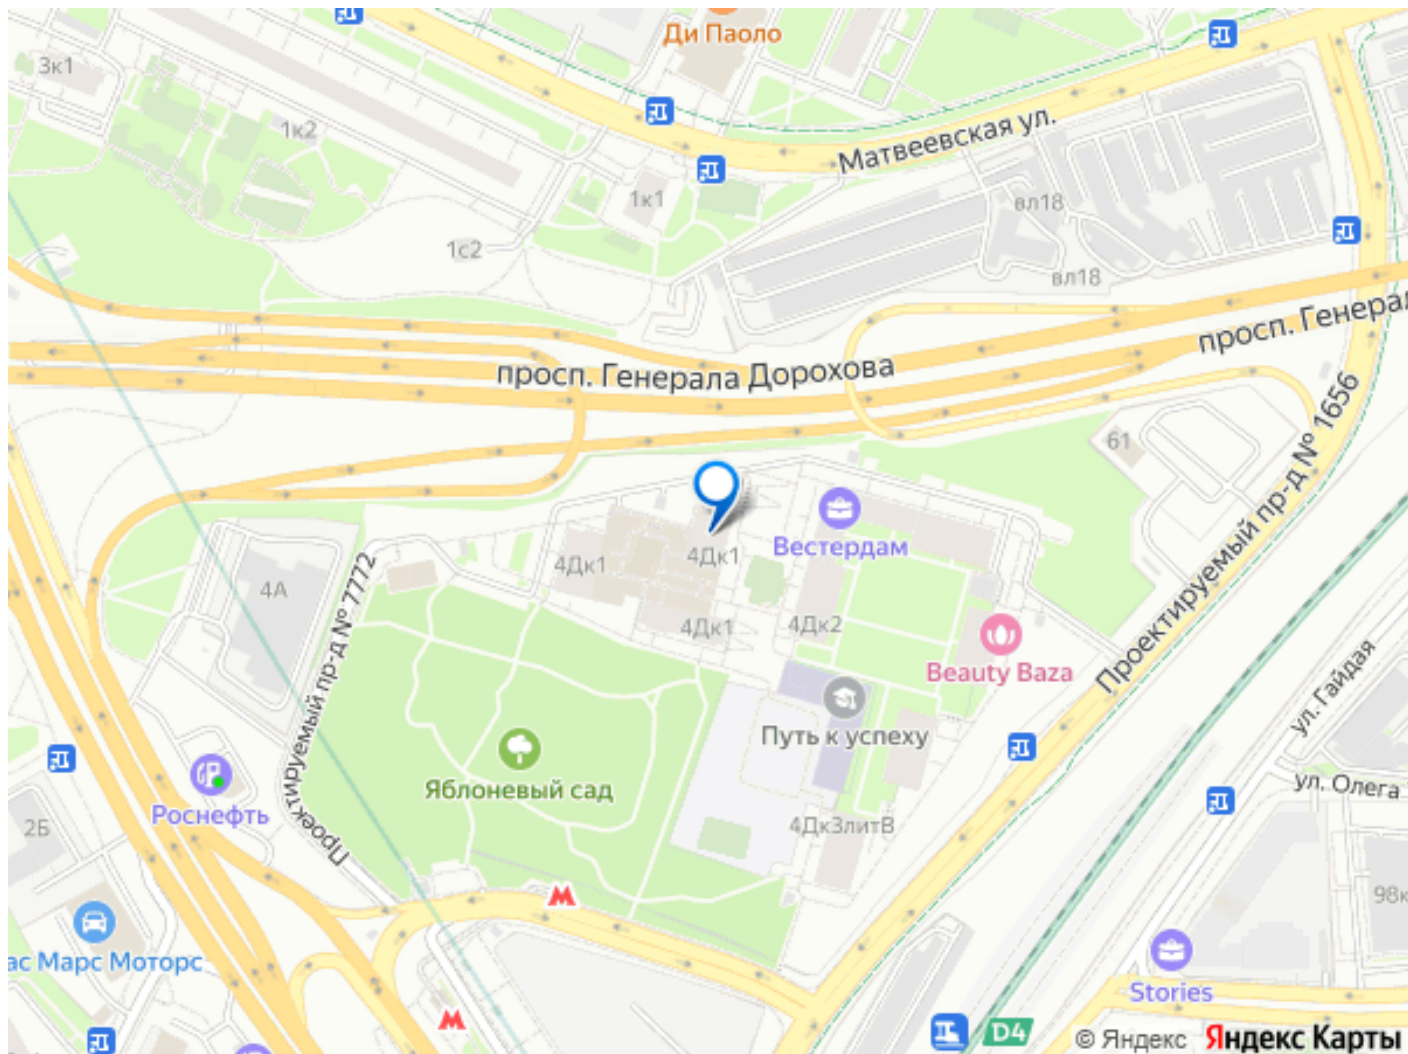 Ди Паоло
3к1
1к2
Матвеевская ул.
1к1
вл18
1с2
вл18
просп. Генерал
просп. Генерала Дорохова
Проектируемый пр-д № 1656
61
Вестердам
4Дк1
4Дк1
4А
Проектируемый пр-д № 7772
4Дк1
4Дк2
Beauty Baza
ул. Гайдая
Путь к успеху
Яблоневый сад
ул. Олега
Роснефть
2Б
4Дк3литВ
98к
ас Марс Моторс
Stories
D4
© Яндекс Яндекс Карты